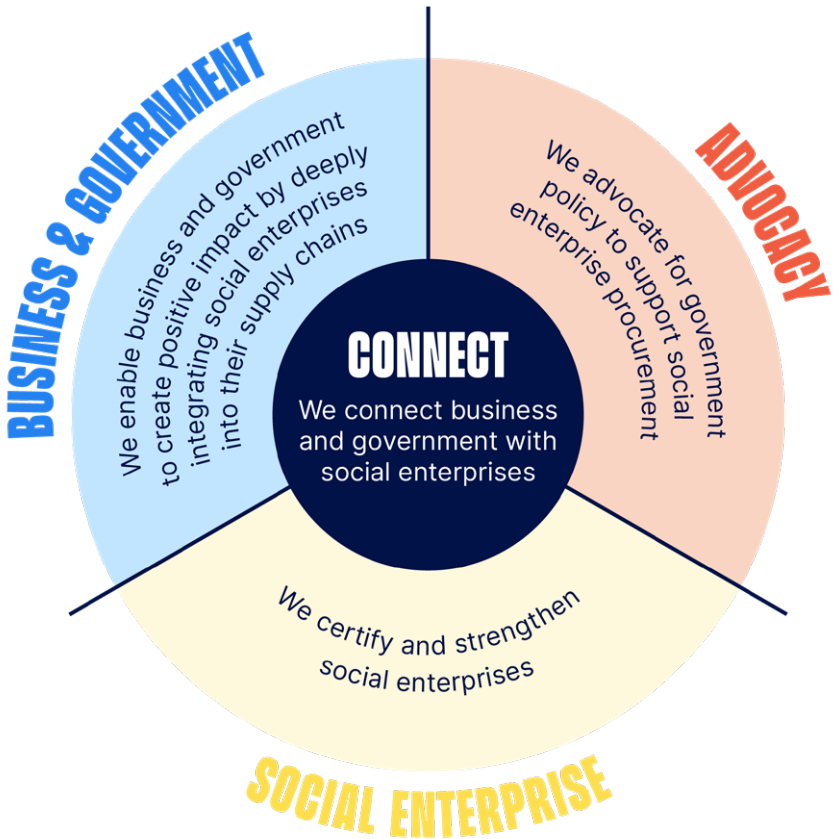 BUSINESS & GOVERNMENT
We enable business and government
to create positive impact by deeply
integrating social enterprises
into their supply chains
ADVOCACY
We advocate for government
policy to support social
enterprise procurement
CONNECT
We connect business
and government with
social enterprises
We certify and strengthen
social enterprises
SOCIAL ENTERPRISE